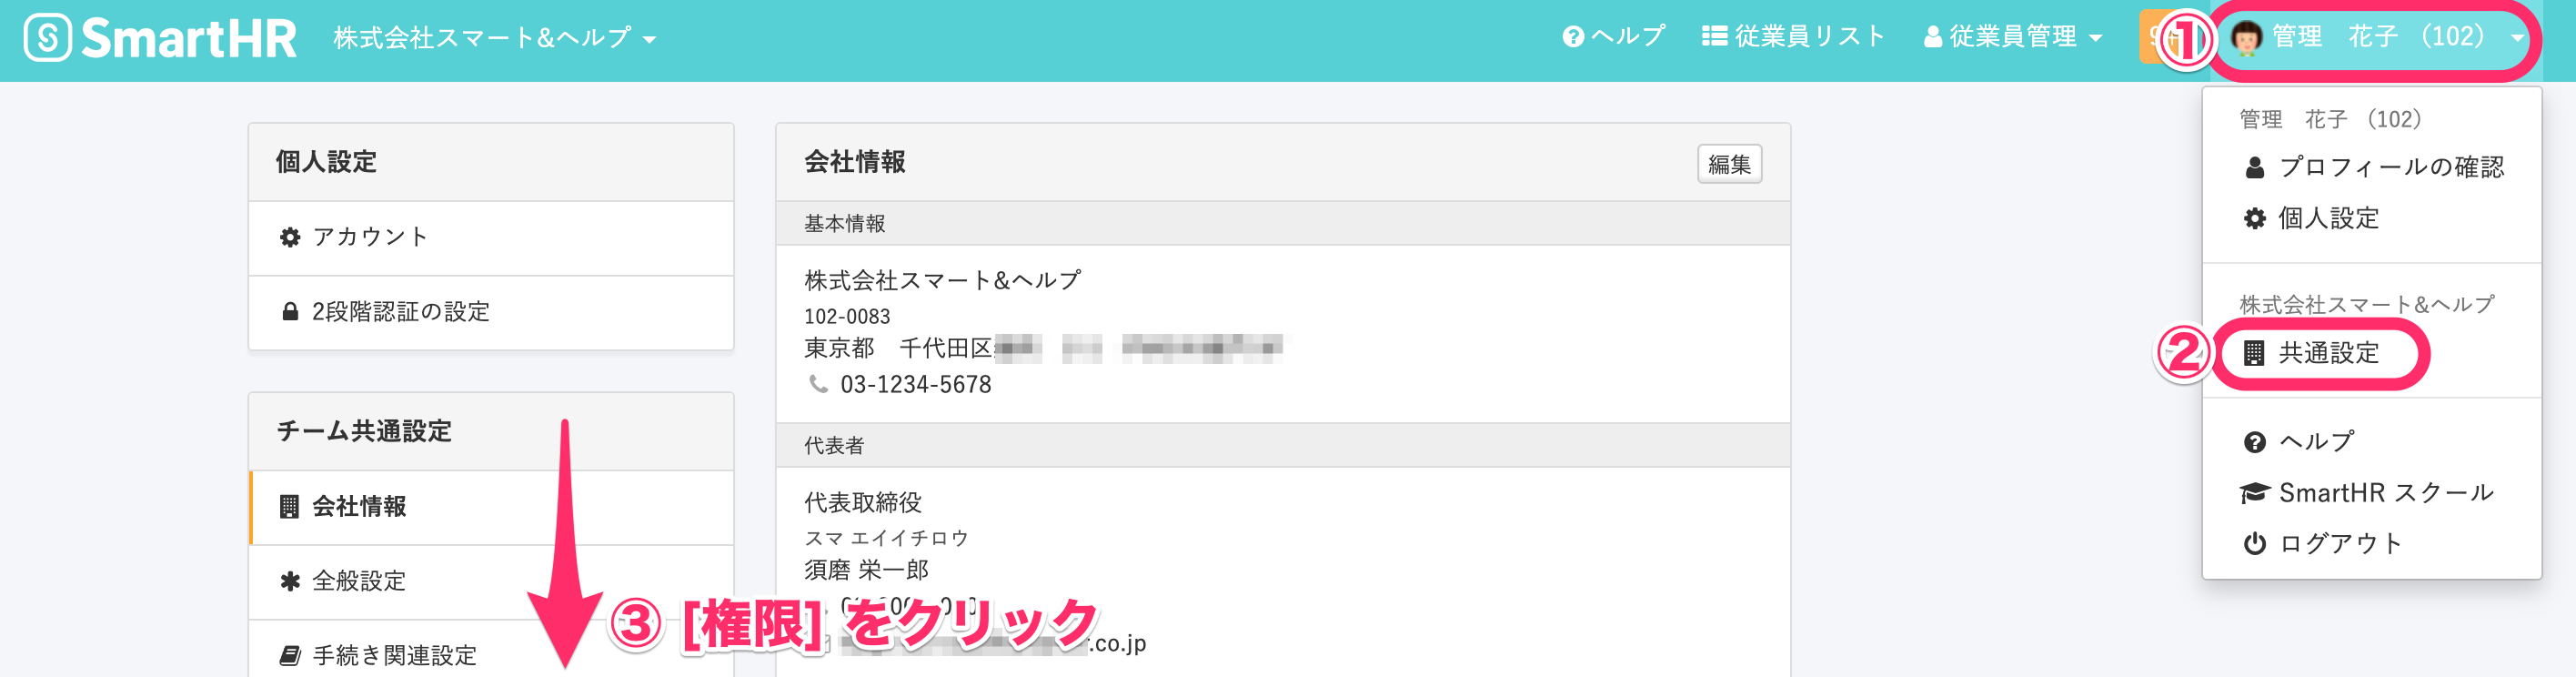 SmartHR 株式会社スマート&ヘルプ ヘルプ 従業員リスト 従業員管理 ① 管理　花子 （102）
個人設定
アカウント
2段階認証の設定
チーム共通設定
会社情報
全般設定
手続き関連設定
会社情報 編集
基本情報
株式会社スマート&ヘルプ
102-0083
東京都　千代田区
03-1234-5678
代表者
代表取締役
スマ エイイチロウ
須磨 栄一郎
.co.jp
③ [権限] をクリック
管理　花子 （102）
プロフィールの確認
個人設定
株式会社スマート&ヘルプ
② 共通設定
ヘルプ
SmartHR スクール
ログアウト